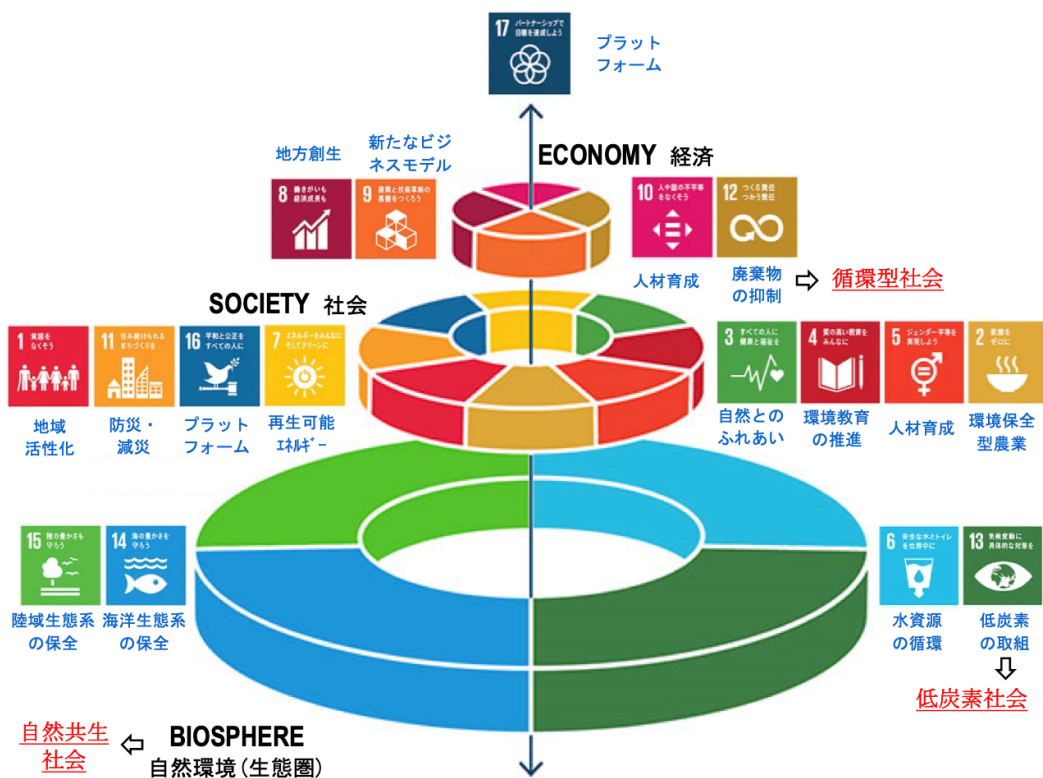 17 パートナーシップで
目標を達成しよう
プラット
フォーム
地方創生
新たなビジ
ネスモデル
ECONOMY 経済
8 働きがいも
経済成長も
9 産業と技術革新の
基盤をつくろう
10 人や国の不平等
をなくそう
12 つくる責任
つかう責任
人材育成
廃棄物
の抑制
循環型社会
SOCIETY 社会
1 貧困を
なくそう
11 住み続けられる
まちづくりを
16 平和と公正を
すべての人に
7 エネルギーをみんなに
そしてクリーンに
3 すべての人に
健康と福祉を
4 質の高い教育を
みんなに
5 ジェンダー平等を
実現しよう
2 飢餓を
ゼロに
地域
活性化
防災・
減災
プラット
フォーム
再生可能
ｴﾈﾙｷﾞｰ
自然との
ふれあい
環境教育
の推進
人材育成
環境保全
型農業
15 陸の豊かさも
守ろう
14 海の豊かさを
守ろう
6 安全な水とトイレ
を世界中に
13 気候変動に
具体的な対策を
陸域生態系
の保全
海洋生態系
の保全
水資源
の循環
低炭素
の取組
低炭素社会
自然共生
社会
BIOSPHERE
自然環境(生態圏)